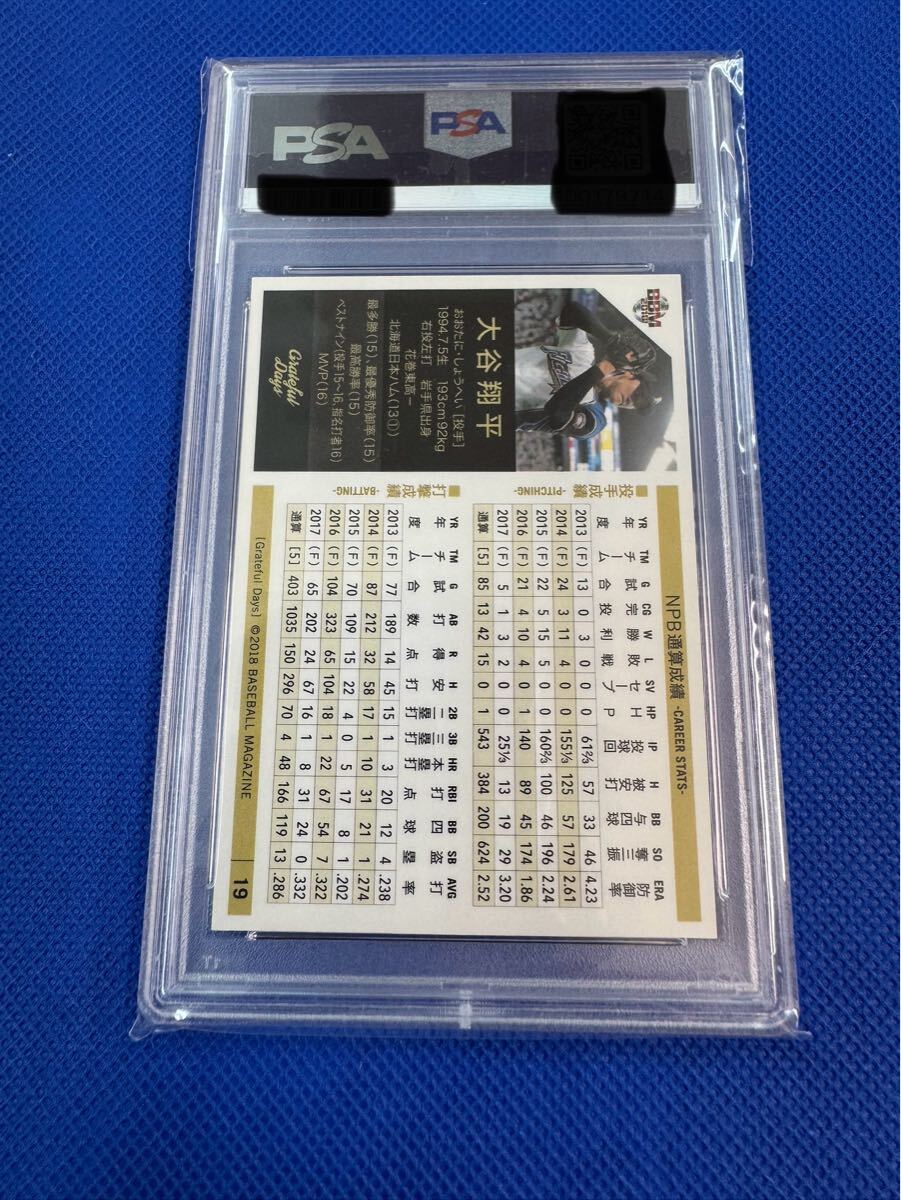 PSA
PSA
BBM
2018
大谷翔平
おおたに・しょうへい [投手]
1994.7.5生 193cm92kg
右投左打 岩手県出身
花巻東高ー
北海道日本ハム(13①)
最多勝(15)、最優秀防御率(15)
最高勝率(15)
ベストナイン(投手15～16、指名打者16)
MVP(16)
Grateful Days
NPB通算成績 -CAREER STATS-
■投手成績 -PITCHING-
YR TM G CG W L SV HP IP H BB SO ERA
年度 チーム 試合 完投 勝利 敗戦 セーブ HP 投球回 被安打 与四球 奪三振 防御率
2013 (F) 13 0 3 0 0 0 61⅔ 57 33 46 4.23
2014 (F) 24 3 11 4 0 0 155⅓ 125 57 179 2.61
2015 (F) 22 5 15 5 0 0 160⅔ 100 46 196 2.24
2016 (F) 21 4 10 4 0 1 140 89 45 174 1.86
2017 (F) 5 1 3 2 0 0 25⅓ 13 19 29 3.20
通算 [5] 85 13 42 15 0 1 543 384 200 624 2.52
■打撃成績 -BATTING-
YR TM G AB R H 2B 3B HR RBI BB SB AVG
年度 チーム 試合 打数 得点 安打 二塁打 三塁打 本塁打 打点 四球 盗塁 打率
2013 (F) 77 189 14 45 15 1 3 20 12 4 .238
2014 (F) 87 212 32 58 17 1 10 31 21 1 .274
2015 (F) 70 109 15 22 4 0 5 17 8 1 .202
2016 (F) 104 323 65 104 18 1 22 67 54 7 .322
2017 (F) 65 202 24 67 16 1 8 31 24 0 .332
通算 [5] 403 1035 150 296 70 4 48 166 119 13 .286
[Grateful Days] ©2018 BASEBALL MAGAZINE
19